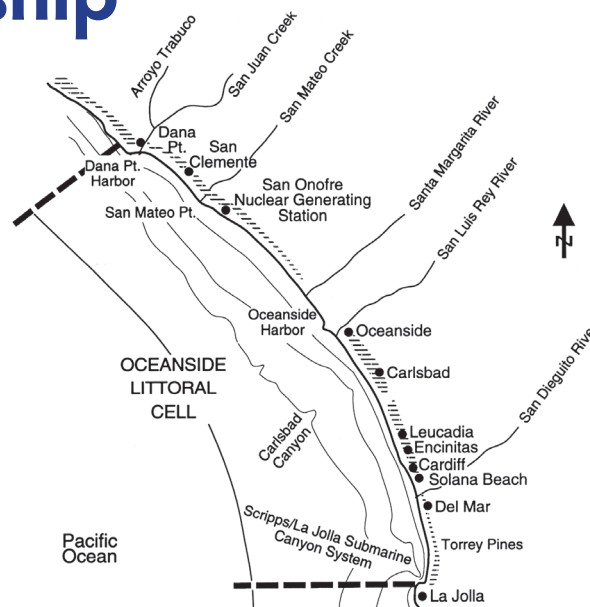 ship
Arroyo Trabuco
San Juan Creek
San Mateo Creek
Dana
Pt.
San
Clemente
Dana Pt.
Harbor
San Onofre
Nuclear Generating
Station
San Mateo Pt.
Santa Margarita River
San Luis Rey River
N
Oceanside
Harbor
Oceanside
OCEANSIDE
LITTORAL
CELL
Carlsbad
San Dieguito River
Carlsbad
Canyon
Leucadia
Encinitas
Cardiff
Solana Beach
Del Mar
Scripps/La Jolla Submarine
Canyon System
Torrey Pines
Pacific
Ocean
La Jolla